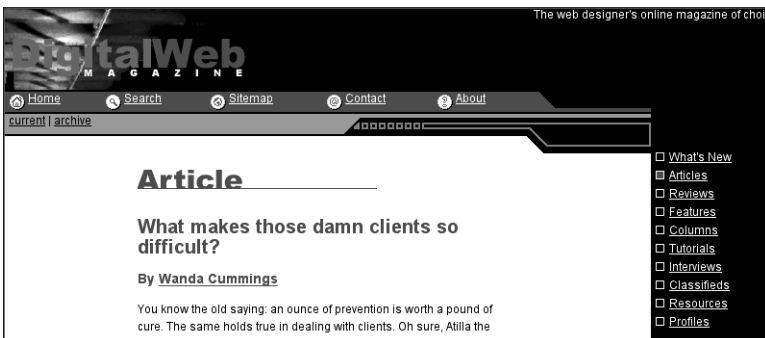 The web designer's online magazine of choi
DigitalWeb
MAGAZINE
Home Search Sitemap Contact About
current | archive
What's New
Articles
Reviews
Features
Columns
Tutorials
Interviews
Classifieds
Resources
Profiles
Article
What makes those damn clients so
difficult?
By Wanda Cummings
You know the old saying: an ounce of prevention is worth a pound of
cure. The same holds true in dealing with clients. Oh sure, Atilla the